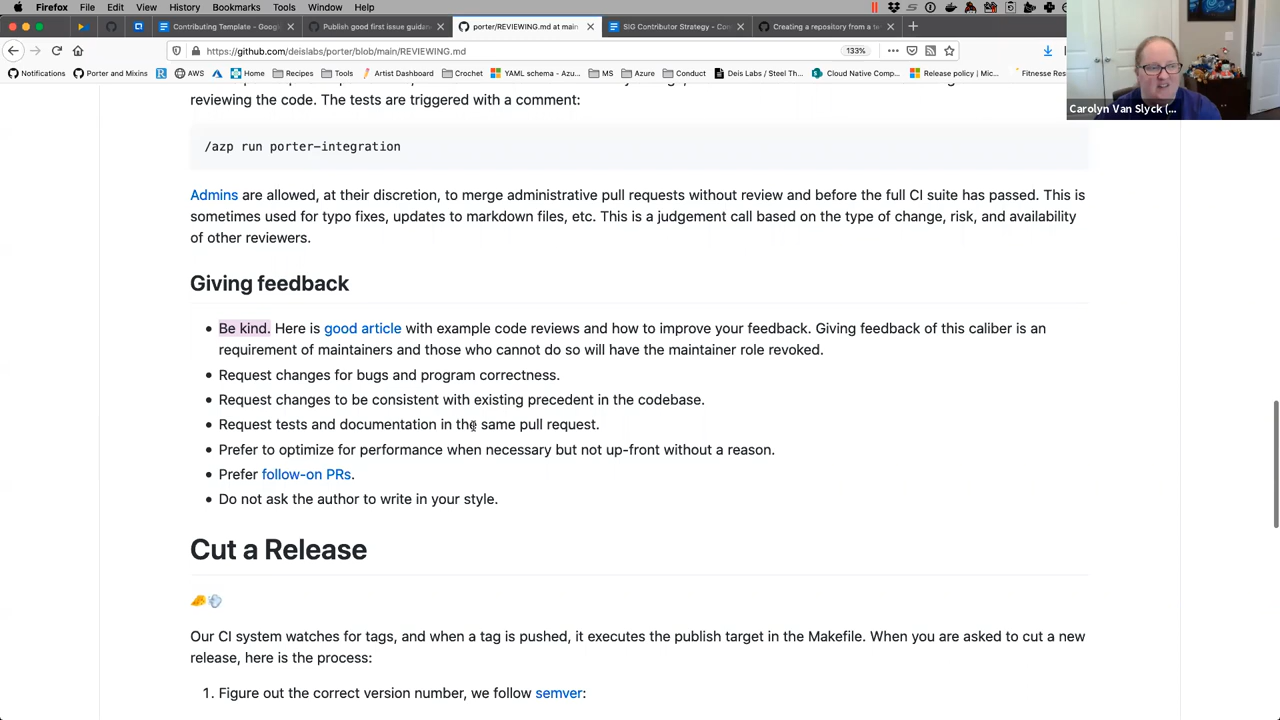 Firefox File Edit View History Bookmarks Tools Window Help
Contributing Template - Google
Publish good first issue guidan
porter/REVIEWING.md at main
SIG Contributor Strategy - Con
Creating a repository from a te
https://github.com/deislabs/porter/blob/main/REVIEWING.md
133%
Notifications Porter and Mixins AWS Home Recipes Tools Artist Dashboard Crochet YAML schema - Azu... MS Azure Conduct Deis Labs / Steel Th... Cloud Native Comp... Release policy | Mic... Fitnesse Res
Carolyn Van Slyck (...
reviewing the code. The tests are triggered with a comment:
/azp run porter-integration
Admins are allowed, at their discretion, to merge administrative pull requests without review and before the full CI suite has passed. This is
sometimes used for typo fixes, updates to markdown files, etc. This is a judgement call based on the type of change, risk, and availability
of other reviewers.
Giving feedback
• Be kind. Here is good article with example code reviews and how to improve your feedback. Giving feedback of this caliber is an
requirement of maintainers and those who cannot do so will have the maintainer role revoked.
• Request changes for bugs and program correctness.
• Request changes to be consistent with existing precedent in the codebase.
• Request tests and documentation in the same pull request.
• Prefer to optimize for performance when necessary but not up-front without a reason.
• Prefer follow-on PRs.
• Do not ask the author to write in your style.
Cut a Release
Our CI system watches for tags, and when a tag is pushed, it executes the publish target in the Makefile. When you are asked to cut a new
release, here is the process:
1. Figure out the correct version number, we follow semver: